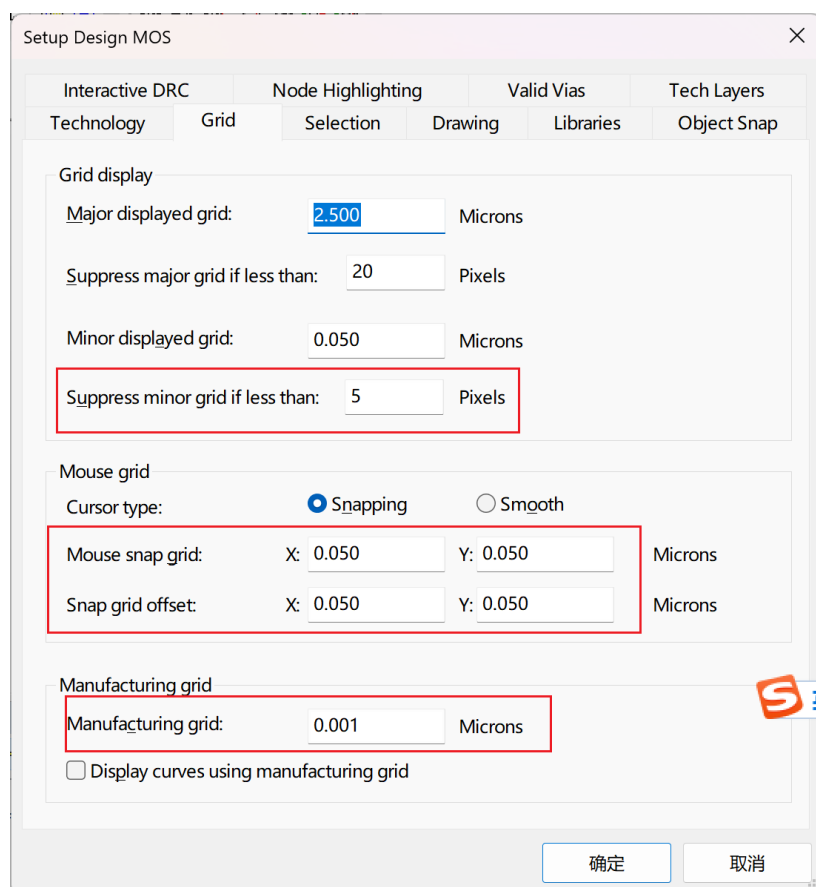 Setup Design MOS
Interactive DRC Node Highlighting Valid Vias Tech Layers
Technology Grid Selection Drawing Libraries Object Snap
Grid display
Major displayed grid: 2.500 Microns
Suppress major grid if less than: 20 Pixels
Minor displayed grid: 0.050 Microns
Suppress minor grid if less than: 5 Pixels
Mouse grid
Cursor type: Snapping Smooth
Mouse snap grid: X: 0.050 Y: 0.050 Microns
Snap grid offset: X: 0.050 Y: 0.050 Microns
Manufacturing grid
Manufacturing grid: 0.001 Microns
Display curves using manufacturing grid
确定 取消